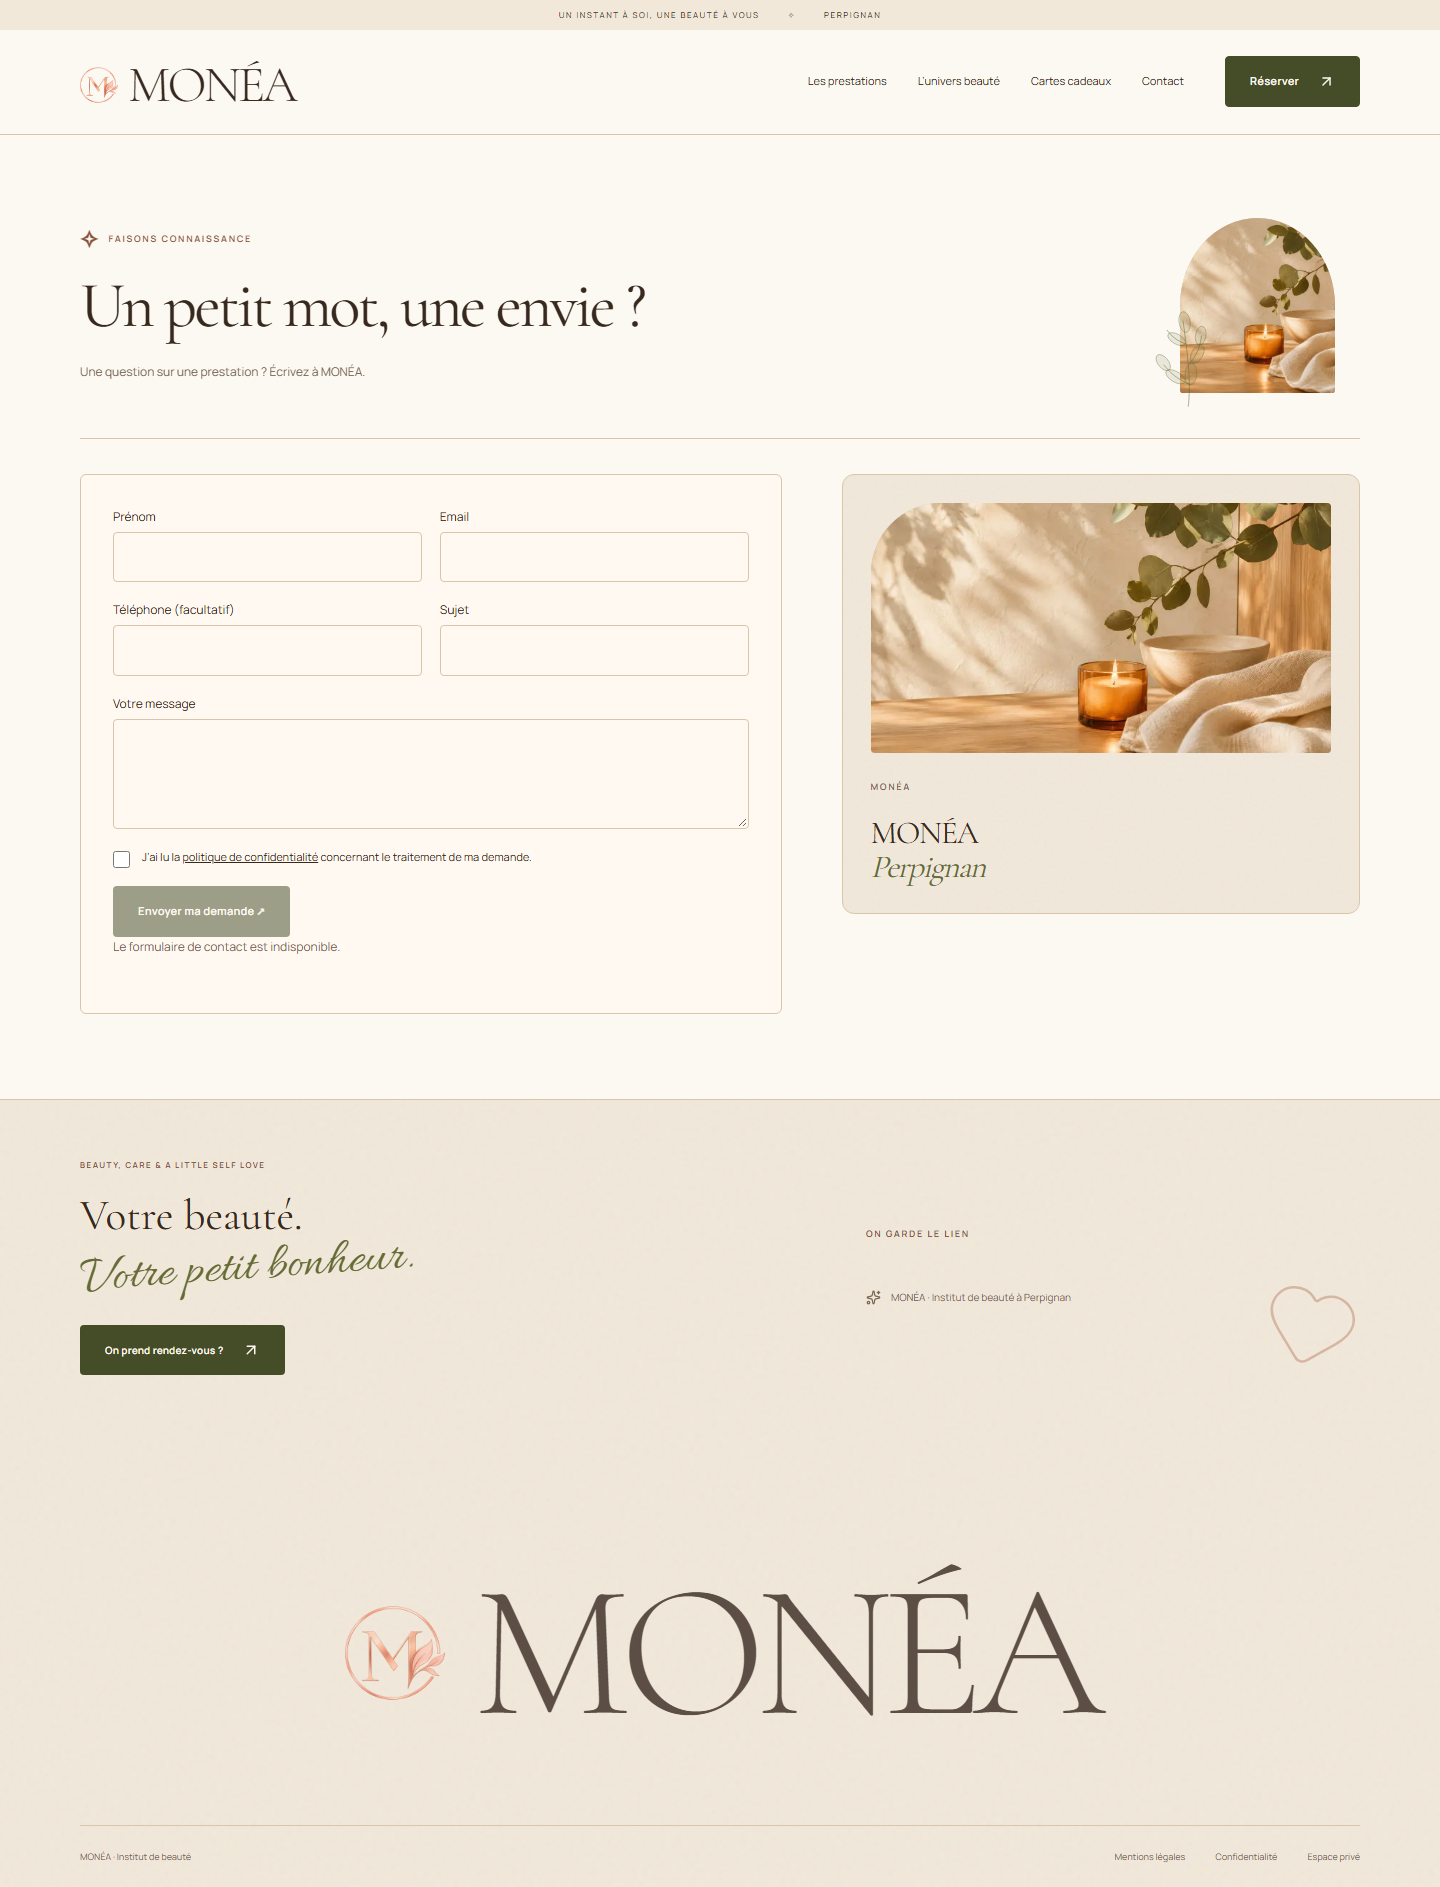 UN INSTANT À SOI, UNE BEAUTÉ À VOUS ✧ PERPIGNAN
M MONÉA
Les prestations L'univers beauté Cartes cadeaux Contact Réserver
FAISONS CONNAISSANCE
Un petit mot, une envie ?
Une question sur une prestation ? Écrivez à MONÉA.
Prénom Email
Téléphone (facultatif) Sujet
Votre message
J'ai lu la politique de confidentialité concernant le traitement de ma demande.
Envoyer ma demande ↗
Le formulaire de contact est indisponible.
MONÉA
MONÉA
Perpignan
BEAUTY, CARE & A LITTLE SELF LOVE
Votre beauté.
Votre petit bonheur.
On prend rendez-vous ?
ON GARDE LE LIEN
MONÉA · Institut de beauté à Perpignan
M MONÉA
MONÉA · Institut de beauté
Mentions légales Confidentialité Espace privé